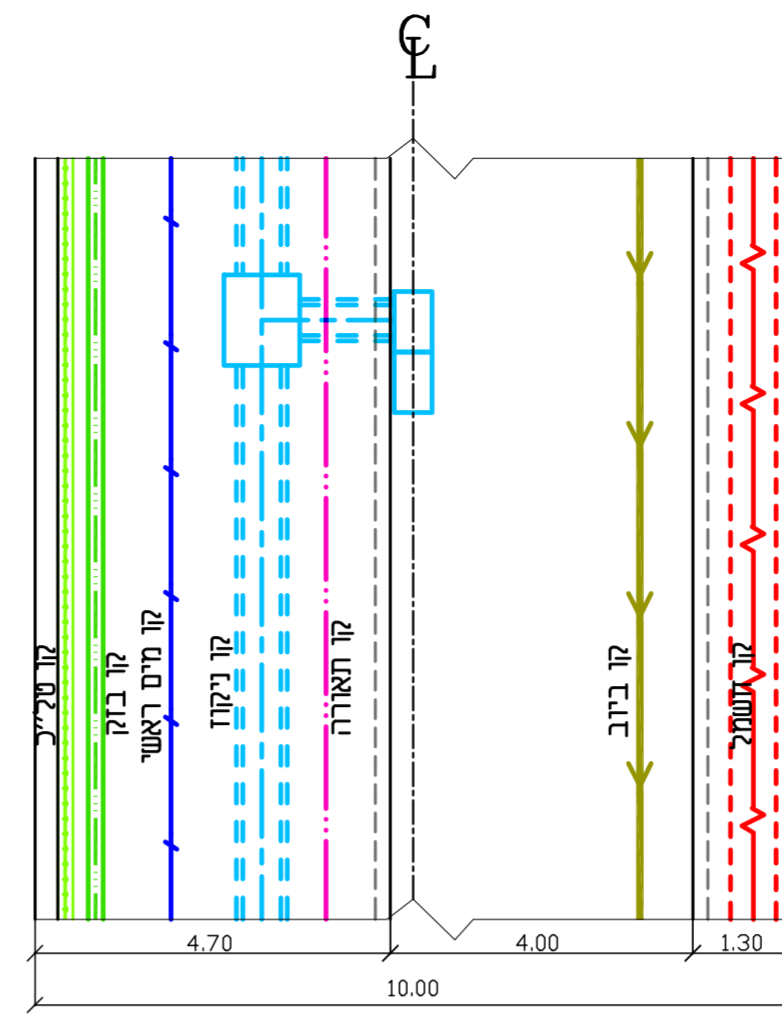 CL
קו טל"כ
קו בזק
קו מים ראשי
קו ניקוז
קו תאורה
קו ביוב
קו חשמל
4.70
4.00
1.30
10.00